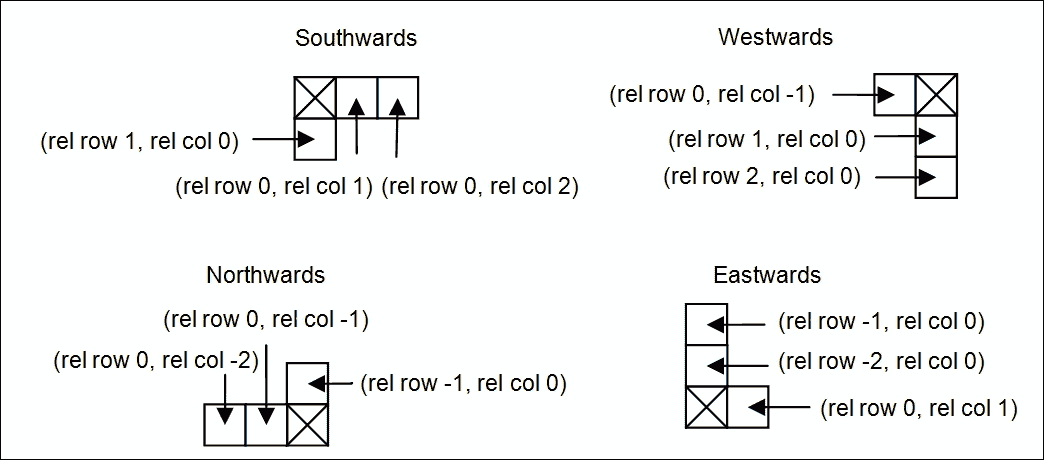 Southwards
(rel row 1, rel col 0)
(rel row 0, rel col 1) (rel row 0, rel col 2)
Westwards
(rel row 0, rel col -1)
(rel row 1, rel col 0)
(rel row 2, rel col 0)
Northwards
(rel row 0, rel col -1)
(rel row 0, rel col -2)
(rel row -1, rel col 0)
Eastwards
(rel row -1, rel col 0)
(rel row -2, rel col 0)
(rel row 0, rel col 1)